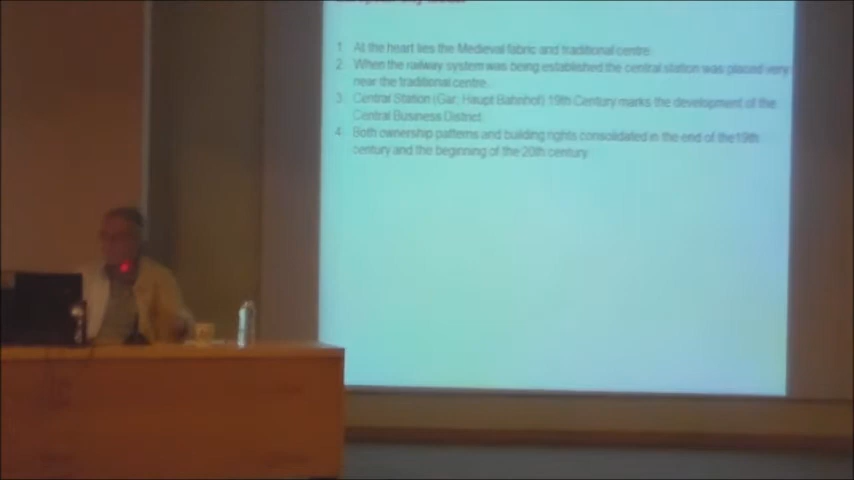 1. At the heart lies the Medieval fabric and traditional centre.
2. When the railway system was being established the central station was placed very
near the traditional centre.
3. Central Station (Gar: Haupt Bahnhof) 19th Century marks the development of the
Central Business District.
4. Both ownership patterns and building rights consolidated in the end of the 19th
century and the beginning of the 20th century.